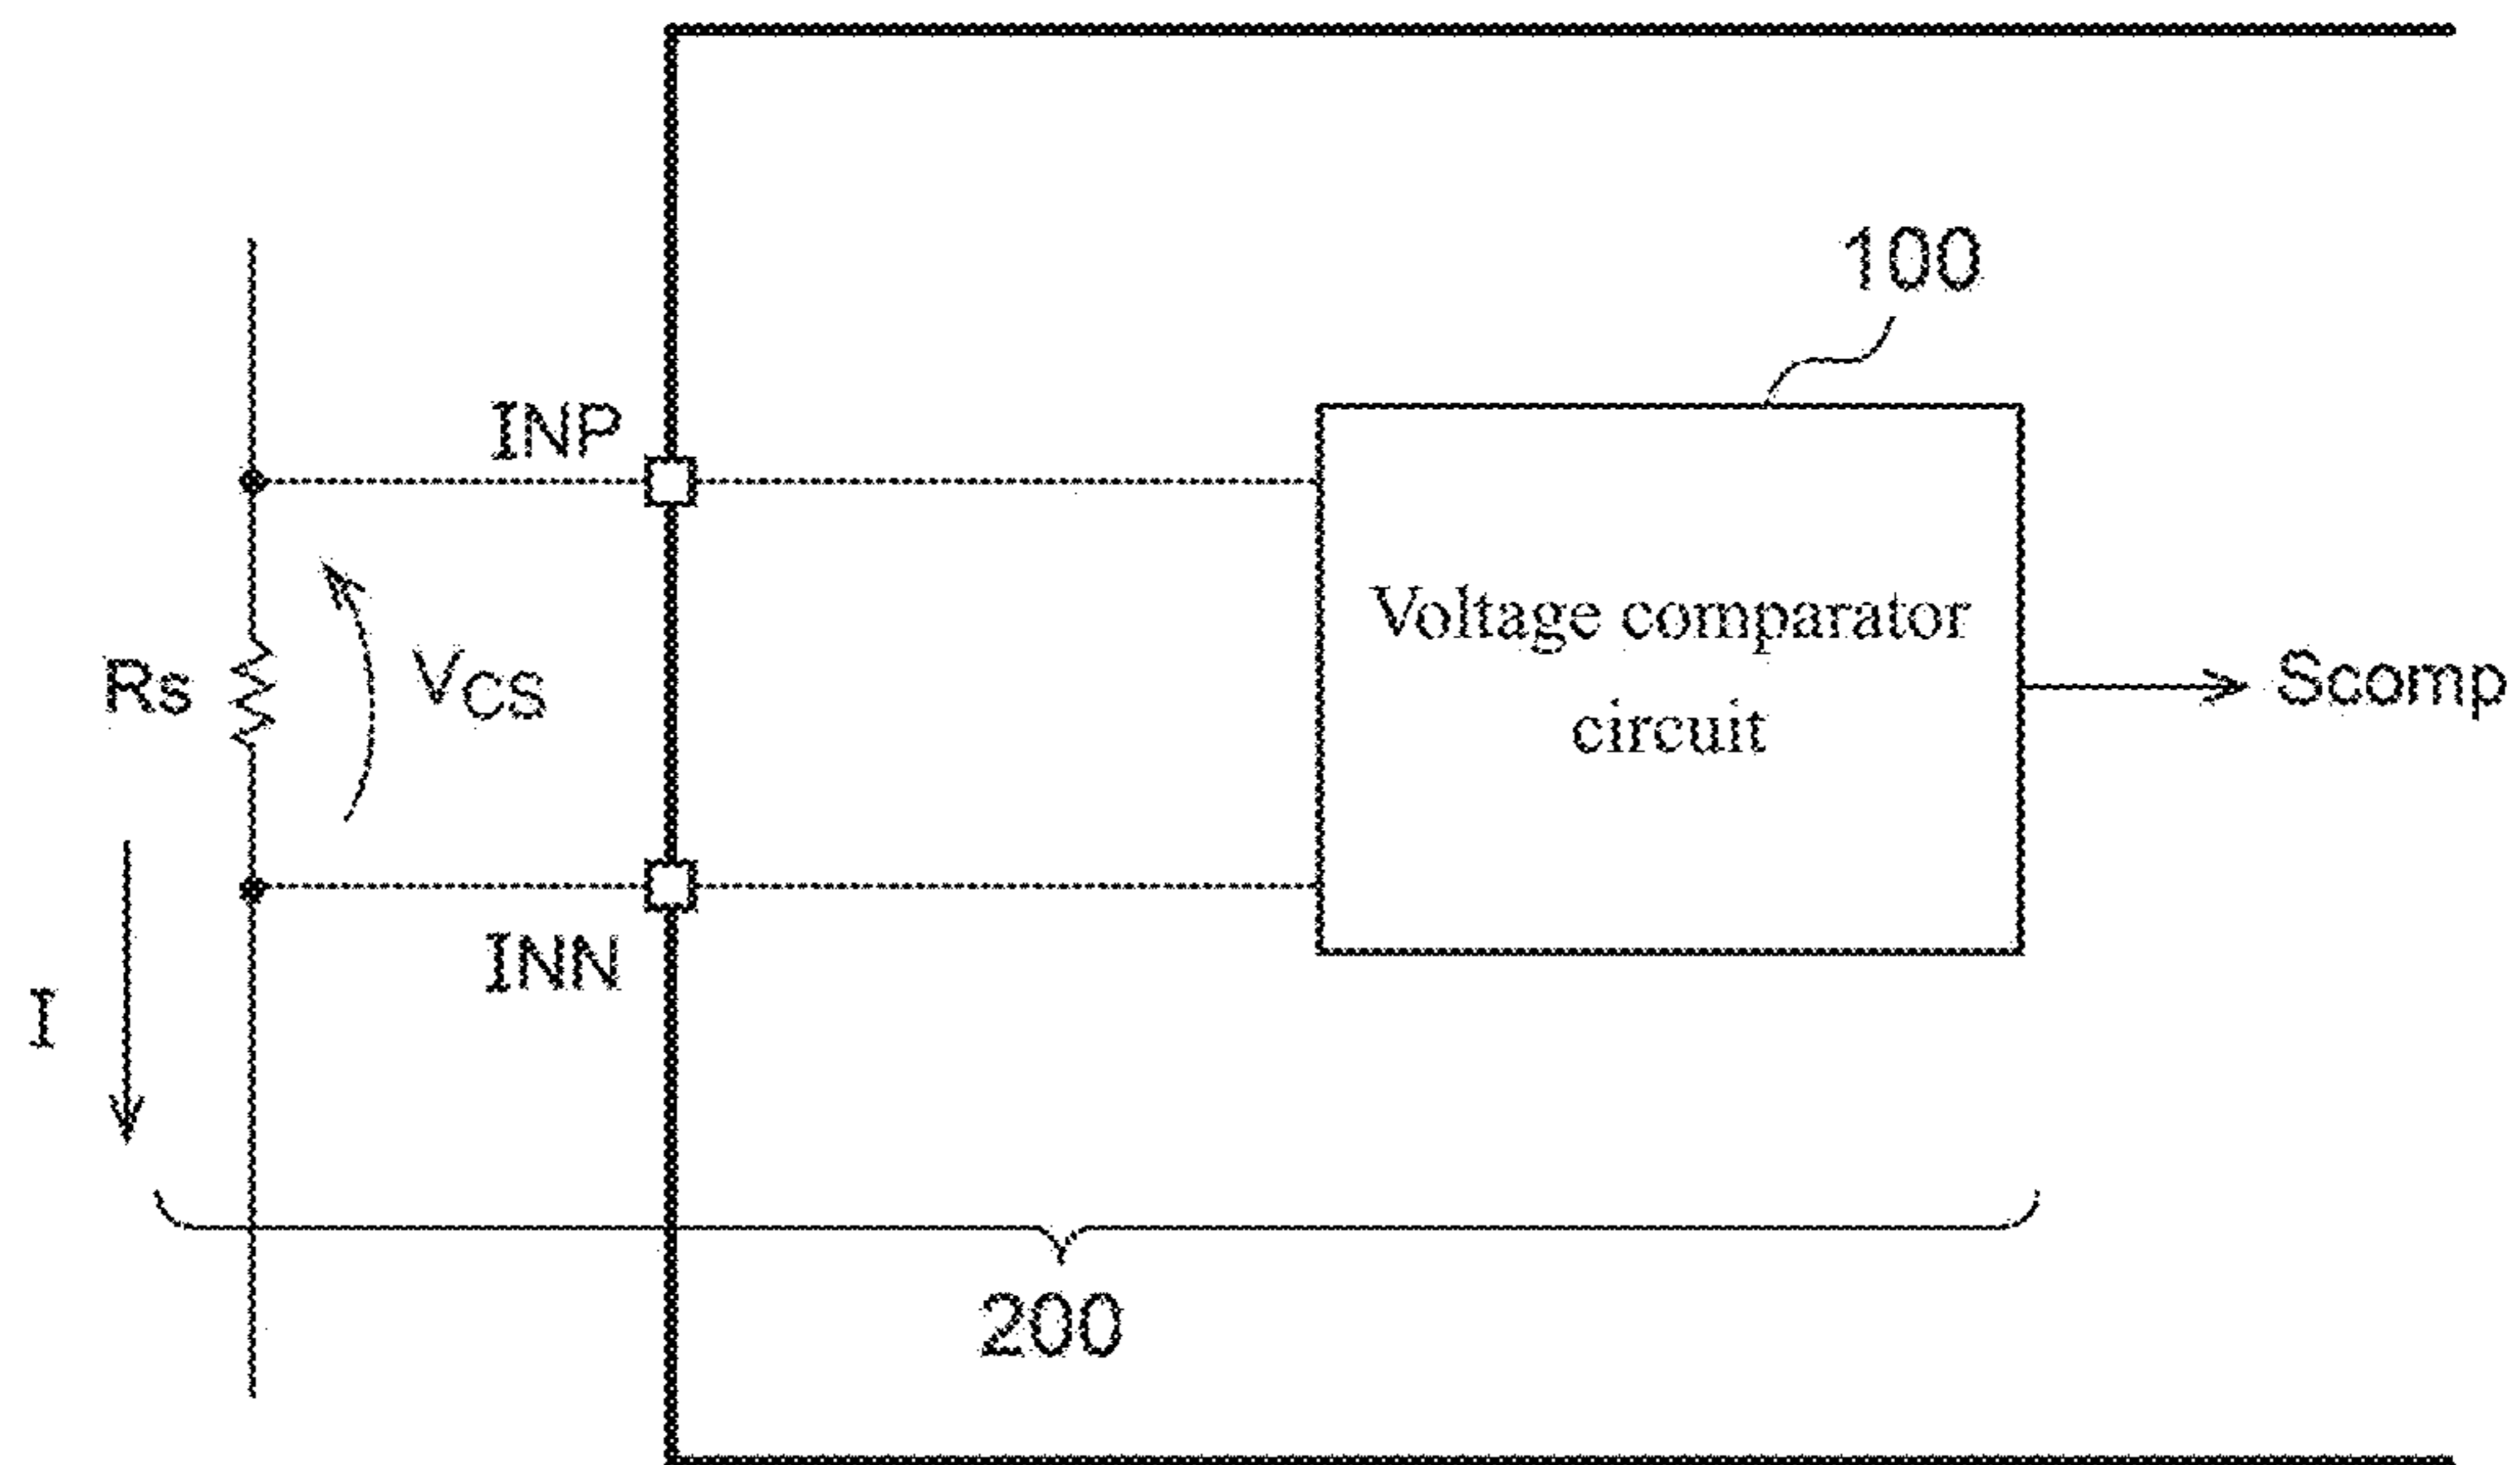 100
INP
Voltage comparator
circuit
Rs
VCS
Scomp
INN
I
200